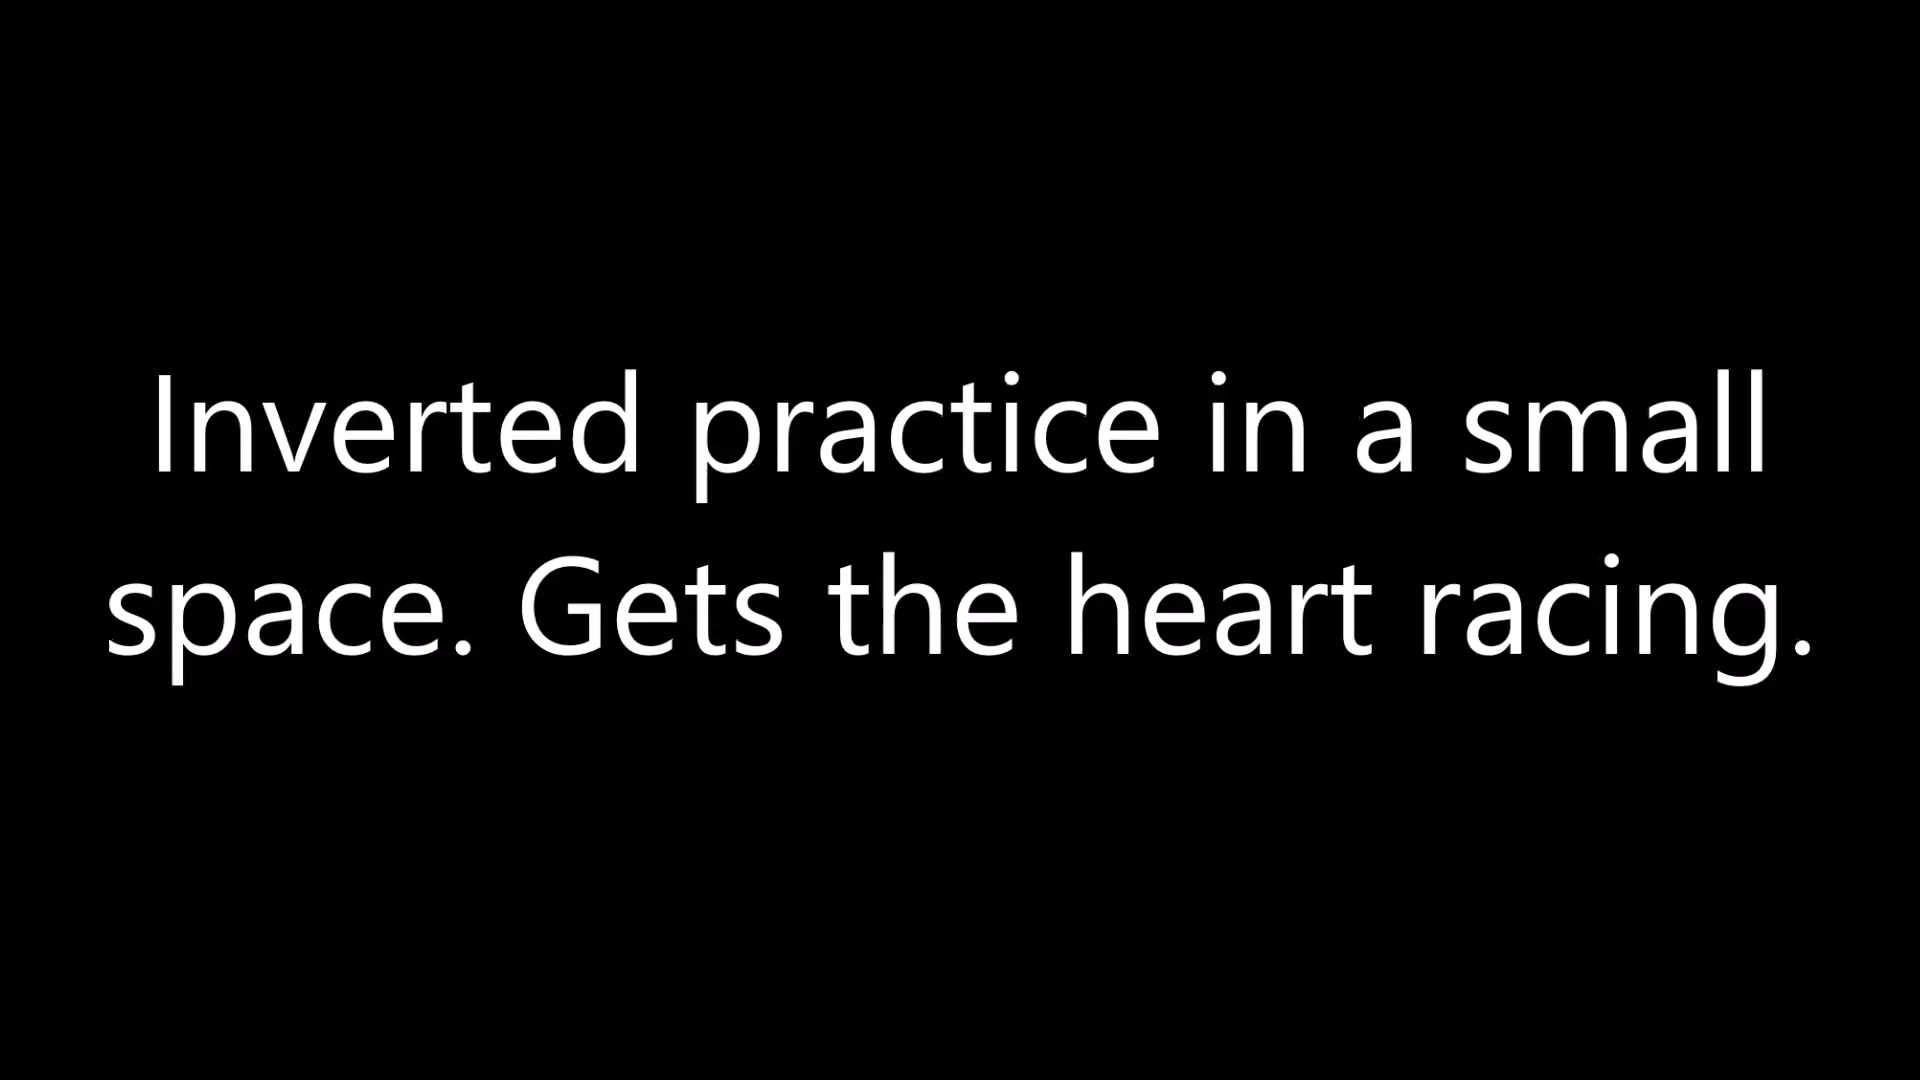 Inverted practice in a small
space. Gets the heart racing.